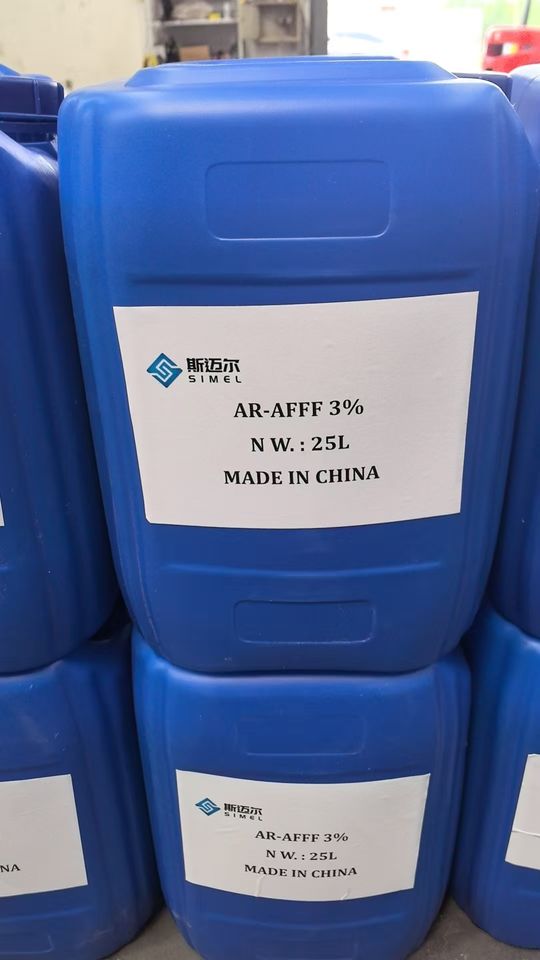 斯迈尔
SIMEL
AR-AFFF 3%
N W. : 25L
MADE IN CHINA
斯迈尔
SIMEL
AR-AFFF 3%
N W. : 25L
MADE IN CHINA
NA